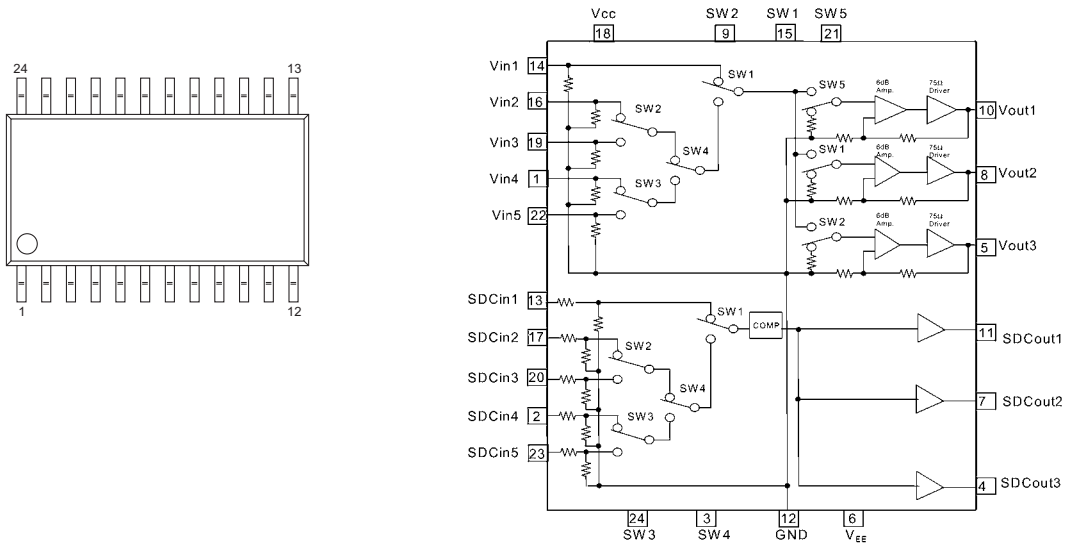 24 13
1 12
Vcc SW2 SW1 SW5
18 9 15 21
Vin1 14
Vin2 16
Vin3 19
Vin4 1
Vin5 22
SW1
SW2
SW4
SW3
SW5
6dB Amp.
75Ω Driver
10 Vout1
SW1
6dB Amp.
75Ω Driver
8 Vout2
SW2
6dB Amp.
75Ω Driver
5 Vout3
SDCin1 13
SDCin2 17
SDCin3 20
SDCin4 2
SDCin5 23
SW1
SW2
SW4
SW3
COMP
11 SDCout1
7 SDCout2
4 SDCout3
24 3 12 6
SW3 SW4 GND VEE